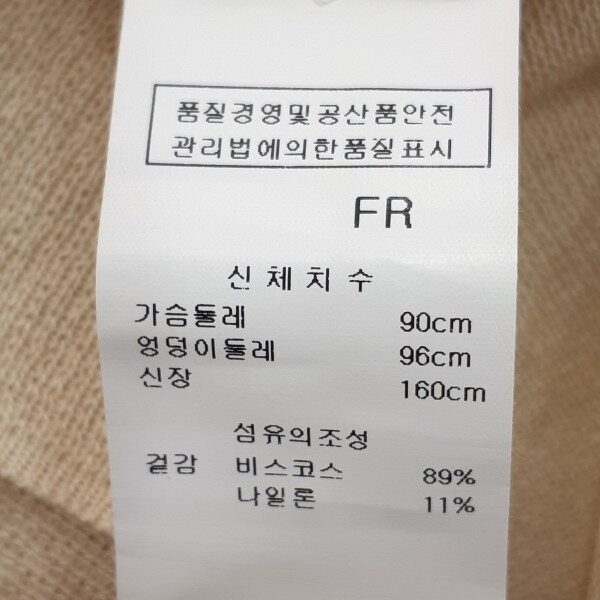 품질경영및공산품안전
관리법에의한품질표시
FR
신체치수
가슴둘레 90cm
엉덩이둘레 96cm
신장 160cm
섬유의조성
겉감 비스코스 89%
나일론 11%